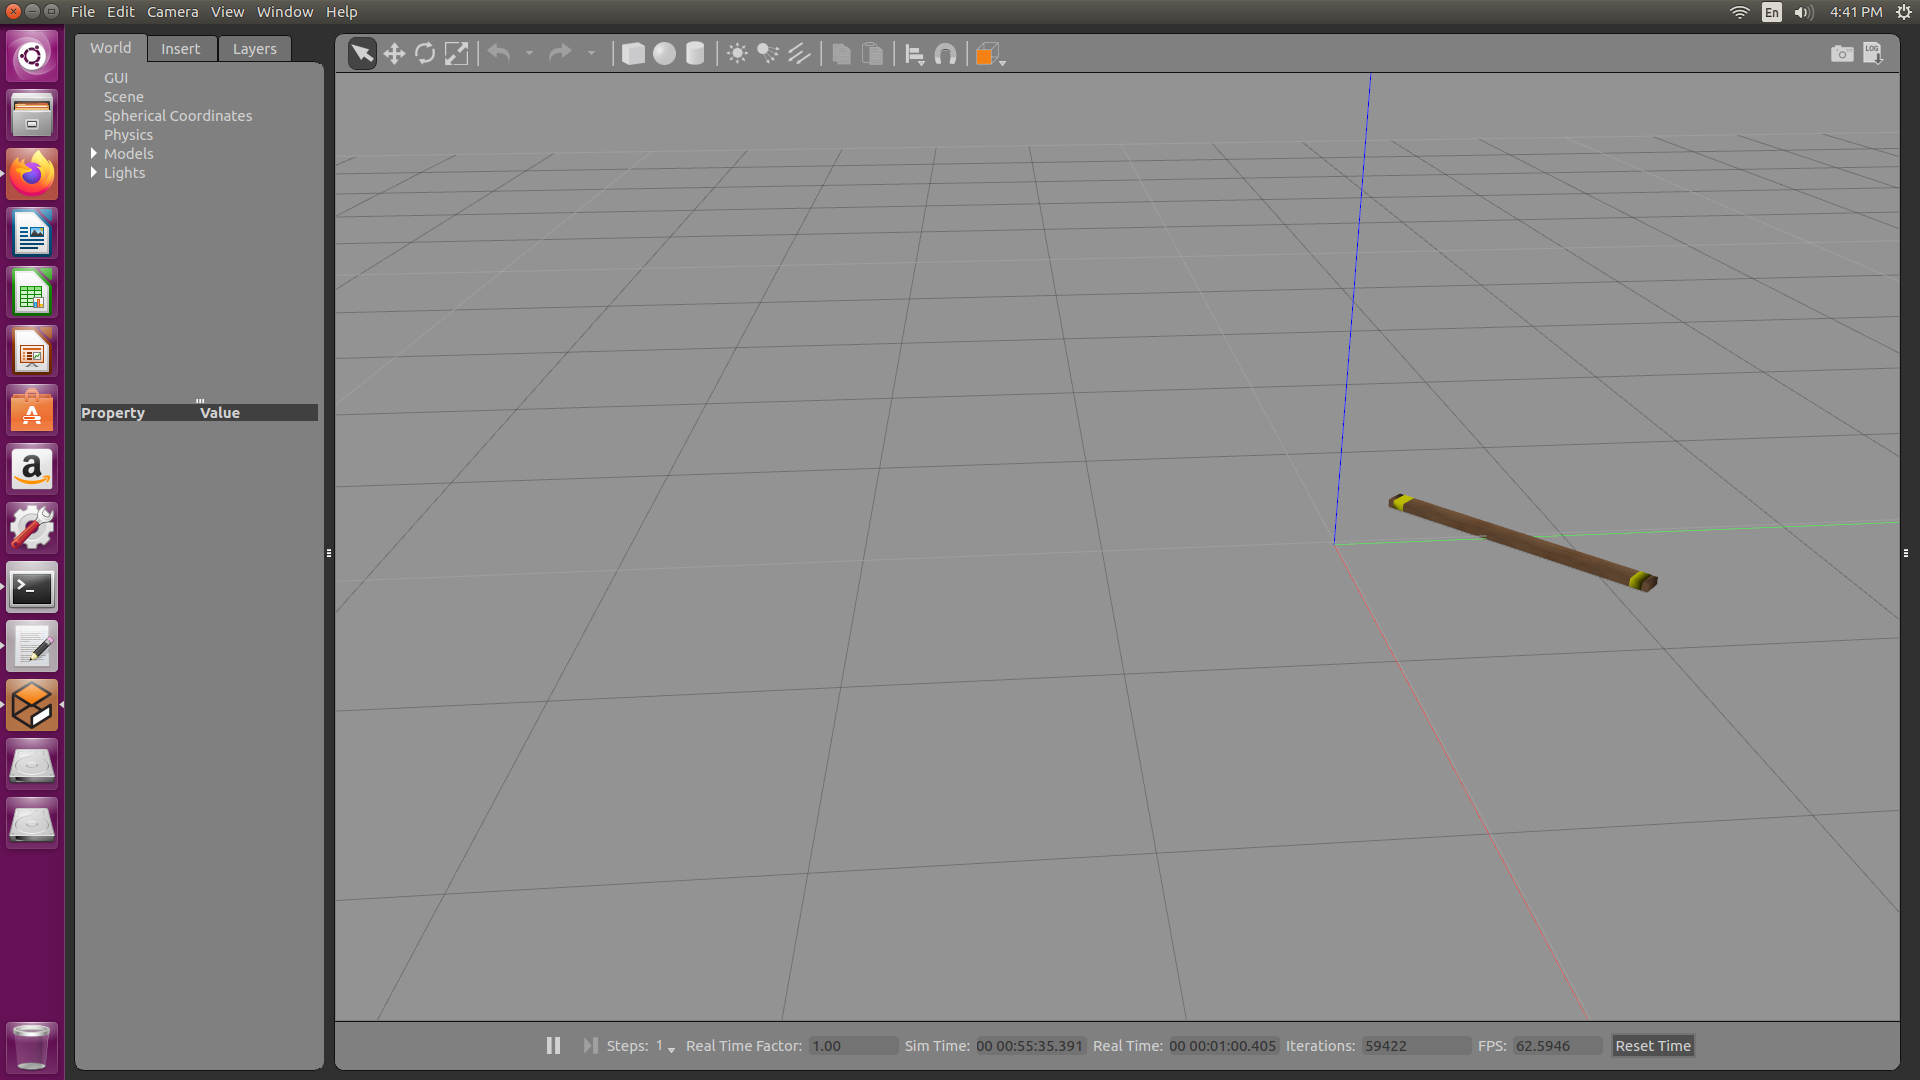 File Edit Camera View Window Help
En
4:41 PM
World Insert Layers
LOG
GUI
Scene
Spherical Coordinates
Physics
Models
Lights
Property Value
A
a
>_
Steps: 1 Real Time Factor: 1.00 Sim Time: 00 00:55:35.391 Real Time: 00 00:01:00.405 Iterations: 59422 FPS: 62.5946 Reset Time